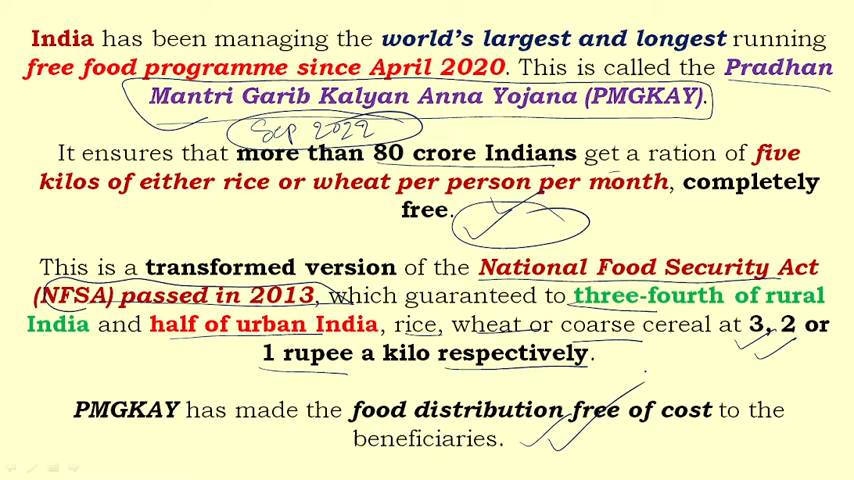 India has been managing the world's largest and longest running
free food programme since April 2020. This is called the Pradhan
Mantri Garib Kalyan Anna Yojana (PMGKAY).
Sep 2022
It ensures that more than 80 crore Indians get a ration of five
kilos of either rice or wheat per person per month, completely
free.
This is a transformed version of the National Food Security Act
(NFSA) passed in 2013, which guaranteed to three-fourth of rural
India and half of urban India, rice, wheat or coarse cereal at 3, 2 or
1 rupee a kilo respectively.
PMGKAY has made the food distribution free of cost to the
beneficiaries.